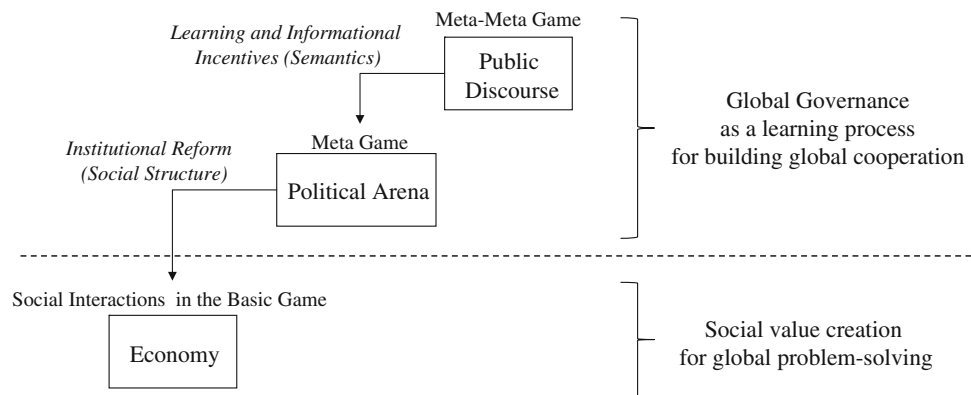 Meta-Meta Game
Learning and Informational
Incentives (Semantics)
Public
Discourse
Global Governance
as a learning process
for building global cooperation
Meta Game
Institutional Reform
(Social Structure)
Political Arena
Social Interactions in the Basic Game
Economy
Social value creation
for global problem-solving